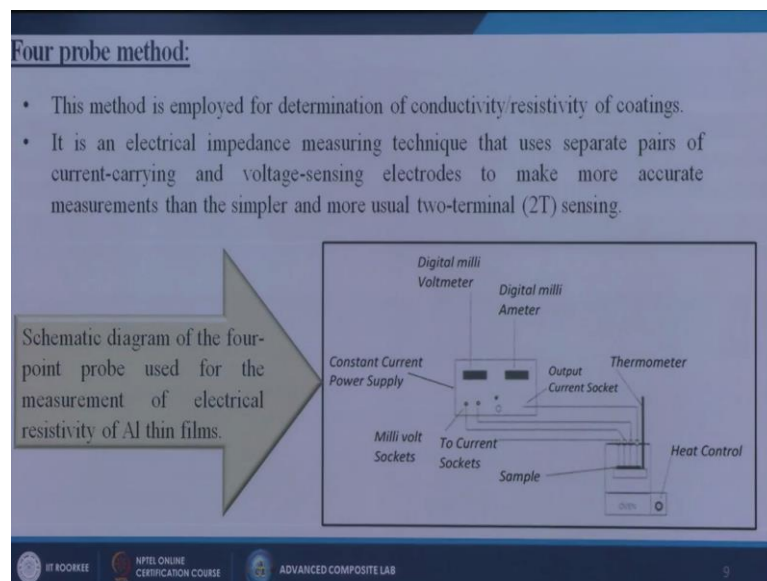 Four probe method:
• This method is employed for determination of conductivity/resistivity of coatings.
• It is an electrical impedance measuring technique that uses separate pairs of
current-carrying and voltage-sensing electrodes to make more accurate
measurements than the simpler and more usual two-terminal (2T) sensing.
Schematic diagram of the four-
point probe used for the
measurement of electrical
resistivity of Al thin films.
Digital milli
Voltmeter
Digital milli
Ameter
Constant Current
Power Supply
Output
Current Socket
Thermometer
Milli volt
Sockets
To Current
Sockets
Sample
Heat Control
OVEN
IIT ROORKEE
NPTEL ONLINE
CERTIFICATION COURSE
ADVANCED COMPOSITE LAB
9